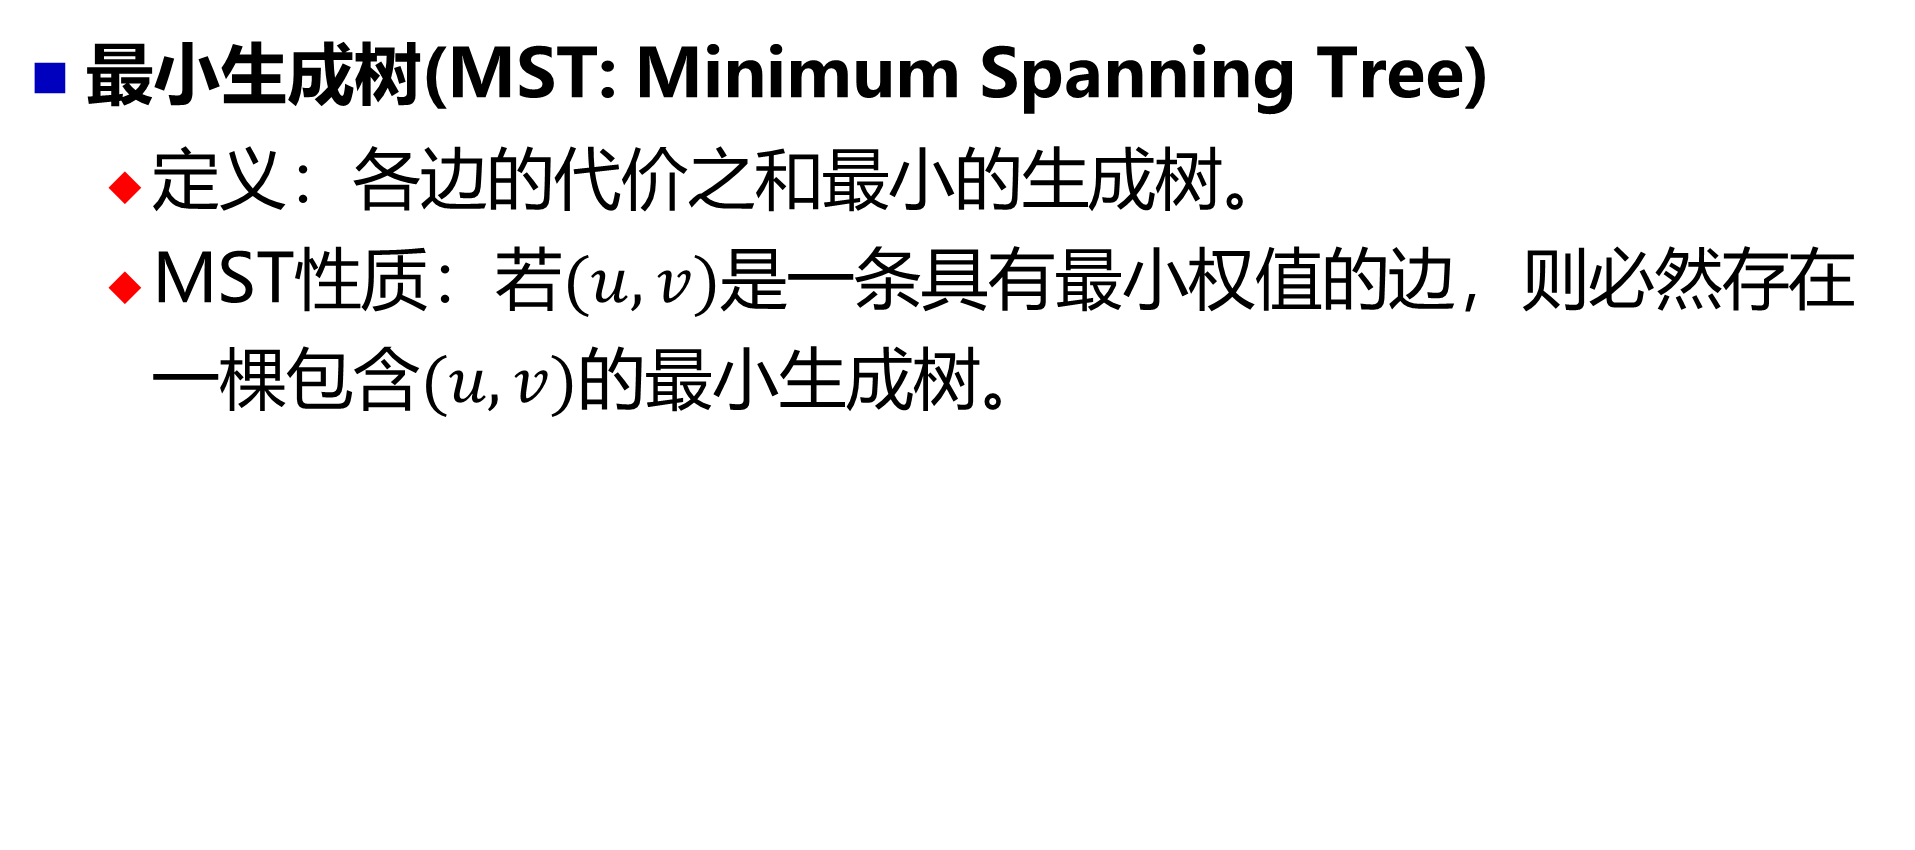 最小生成树(MST: Minimum Spanning Tree)
定义：各边的代价之和最小的生成树。
MST性质：若(u, v)是一条具有最小权值的边，则必然存在
一棵包含(u, v)的最小生成树。